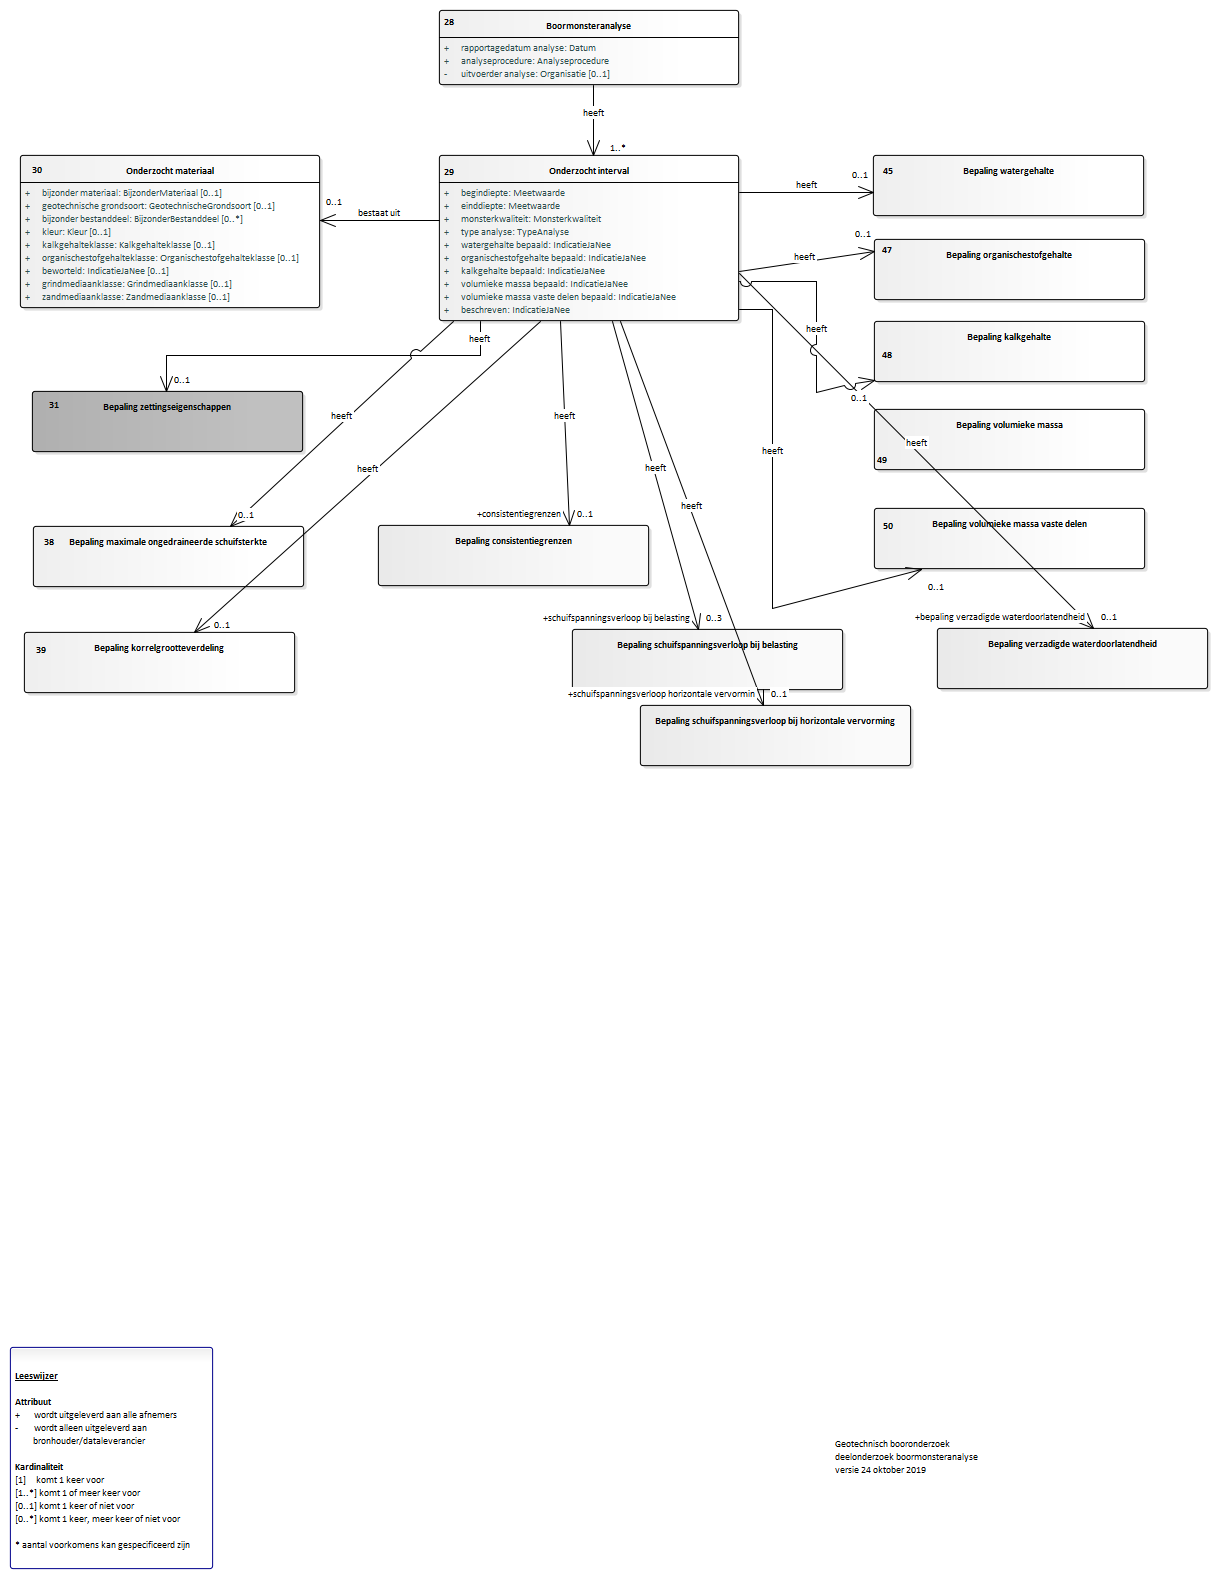 28
Boormonsteranalyse
+ rapportagedatum analyse: Datum
+ analyseprocedure: Analyseprocedure
- uitvoerder analyse: Organisatie [0..1]
heeft
1..*
30
Onderzocht materiaal
+ bijzonder materiaal: BijzonderMateriaal [0..1]
+ geotechnische grondsoort: GeotechnischeGrondsoort [0..1]
+ bijzonder bestanddeel: BijzonderBestanddeel [0..*]
+ kleur: Kleur [0..1]
+ kalkgehalteklasse: Kalkgehalteklasse [0..1]
+ organischestofgehalteklasse: Organischestofgehalteklasse [0..1]
+ beworteld: IndicatieJaNee [0..1]
+ grindmediaanklasse: Grindmediaanklasse [0..1]
+ zandmediaanklasse: Zandmediaanklasse [0..1]
0..1
bestaat uit
29
Onderzocht interval
+ begindiepte: Meetwaarde
+ einddiepte: Meetwaarde
+ monsterkwaliteit: Monsterkwaliteit
+ type analyse: TypeAnalyse
+ watergehalte bepaald: IndicatieJaNee
+ organischestofgehalte bepaald: IndicatieJaNee
+ kalkgehalte bepaald: IndicatieJaNee
+ volumieke massa bepaald: IndicatieJaNee
+ volumieke massa vaste delen bepaald: IndicatieJaNee
+ beschreven: IndicatieJaNee
heeft
0..1
45
Bepaling watergehalte
heeft
0..1
47
Bepaling organischestofgehalte
heeft
48
Bepaling kalkgehalte
0..1
Bepaling volumieke massa
49
heeft
50
Bepaling volumieke massa vaste delen
heeft
0..1
+bepaling verzadigde waterdoorlatendheid
0..1
Bepaling verzadigde waterdoorlatendheid
heeft
0..1
31
Bepaling zettingseigenschappen
heeft
0..1
38
Bepaling maximale ongedraineerde schuifsterkte
heeft
0..1
39
Bepaling korrelgrootteverdeling
heeft
+consistentiegrenzen
0..1
Bepaling consistentiegrenzen
heeft
+schuifspanningsverloop bij belasting
0..3
Bepaling schuifspanningsverloop bij belasting
heeft
+schuifspanningsverloop horizontale vervormin
0..1
Bepaling schuifspanningsverloop bij horizontale vervorming
Leeswijzer
Attribuut
+ wordt uitgeleverd aan alle afnemers
- wordt alleen uitgeleverd aan
bronhouder/dataleverancier
Kardinaliteit
[1] komt 1 keer voor
[1..*] komt 1 of meer keer voor
[0..1] komt 1 keer of niet voor
[0..*] komt 1 keer, meer keer of niet voor
* aantal voorkomens kan gespecificeerd zijn
Geotechnisch booronderzoek
deelonderzoek boormonsteranalyse
versie 24 oktober 2019